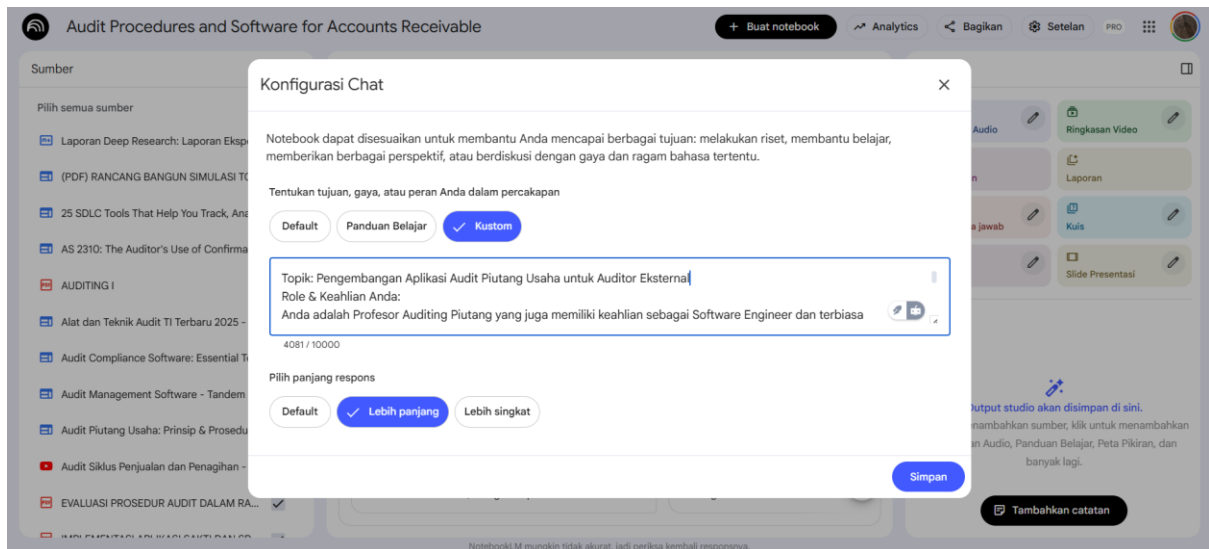 Audit Procedures and Software for Accounts Receivable
+ Buat notebook
Analytics
Bagikan
Setelan
PRO
Sumber
Pilih semua sumber
Laporan Deep Research: Laporan Eksp
(PDF) RANCANG BANGUN SIMULASI TO
25 SDLC Tools That Help You Track, Ana
AS 2310: The Auditor's Use of Confirma
AUDITING I
Alat dan Teknik Audit TI Terbaru 2025 -
Audit Compliance Software: Essential T
Audit Management Software - Tandem
Audit Piutang Usaha: Prinsip & Prosedu
Audit Siklus Penjualan dan Penagihan -
EVALUASI PROSEDUR AUDIT DALAM RA...
Konfigurasi Chat
Notebook dapat disesuaikan untuk membantu Anda mencapai berbagai tujuan: melakukan riset, membantu belajar,
memberikan berbagai perspektif, atau berdiskusi dengan gaya dan ragam bahasa tertentu.
Tentukan tujuan, gaya, atau peran Anda dalam percakapan
Default
Panduan Belajar
Kustom
Topik: Pengembangan Aplikasi Audit Piutang Usaha untuk Auditor Eksternal
Role & Keahlian Anda:
Anda adalah Profesor Auditing Piutang yang juga memiliki keahlian sebagai Software Engineer dan terbiasa
4081 / 10000
Pilih panjang respons
Default
Lebih panjang
Lebih singkat
Simpan
Audio
Ringkasan Video
n
Laporan
a jawab
Kuis
Slide Presentasi
Output studio akan disimpan di sini.
enambahkan sumber, klik untuk menambahkan
an Audio, Panduan Belajar, Peta Pikiran, dan
banyak lagi.
Tambahkan catatan
NotebookLM mungkin tidak akurat, jadi periksa kembali responsnya.